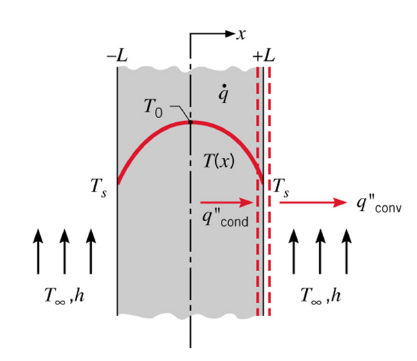 x
−L
+L
q̇
T₀
T(x)
Tₛ
Tₛ
q"cond
q"conv
T∞,h
T∞,h